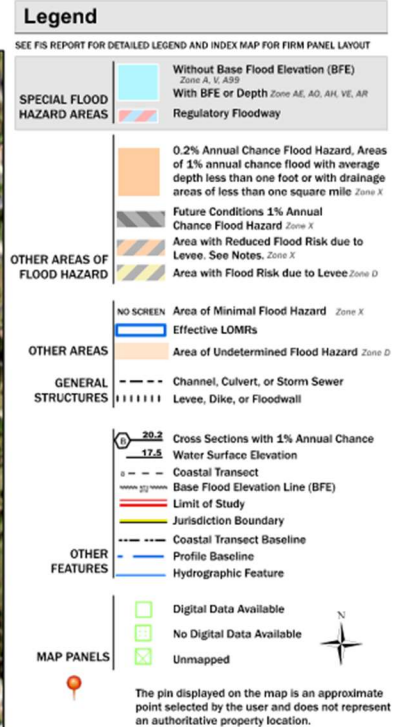 Legend
SEE FIS REPORT FOR DETAILED LEGEND AND INDEX MAP FOR FIRM PANEL LAYOUT
SPECIAL FLOOD
HAZARD AREAS
Without Base Flood Elevation (BFE)
Zone A, V, A99
With BFE or Depth Zone AE, AO, AH, VE, AR
Regulatory Floodway
OTHER AREAS OF
FLOOD HAZARD
0.2% Annual Chance Flood Hazard, Areas
of 1% annual chance flood with average
depth less than one foot or with drainage
areas of less than one square mile Zone X
Future Conditions 1% Annual
Chance Flood Hazard Zone X
Area with Reduced Flood Risk due to
Levee. See Notes. Zone X
Area with Flood Risk due to Levee Zone D
OTHER AREAS
NO SCREEN Area of Minimal Flood Hazard Zone X
Effective LOMRs
Area of Undetermined Flood Hazard Zone D
GENERAL
STRUCTURES
Channel, Culvert, or Storm Sewer
Levee, Dike, or Floodwall
OTHER
FEATURES
B 20.2 Cross Sections with 1% Annual Chance
17.5 Water Surface Elevation
8 Coastal Transect
Base Flood Elevation Line (BFE)
Limit of Study
Jurisdiction Boundary
Coastal Transect Baseline
Profile Baseline
Hydrographic Feature
MAP PANELS
Digital Data Available
No Digital Data Available
Unmapped
N
The pin displayed on the map is an approximate
point selected by the user and does not represent
an authoritative property location.